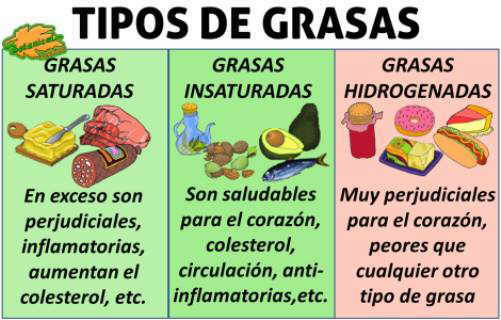 TIPOS DE GRASAS
Botanical
GRASAS
SATURADAS
En exceso son
perjudiciales,
inflamatorias,
aumentan el
colesterol, etc.
GRASAS
INSATURADAS
Son saludables
para el corazón,
colesterol,
circulación, anti-
inflamatorias,etc.
GRASAS
HIDROGENADAS
Muy perjudiciales
para el corazón,
peores que
cualquier otro
tipo de grasa